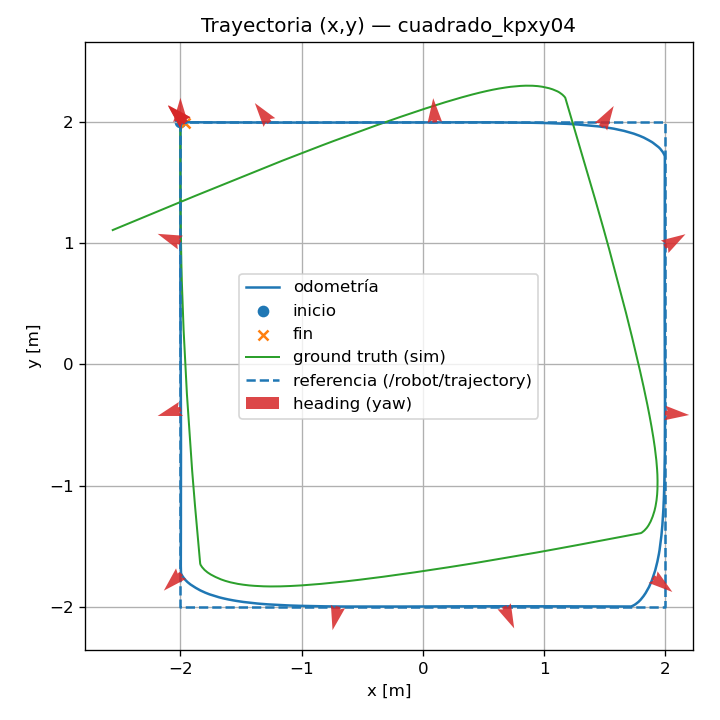 Trayectoria (x,y) — cuadrado_kpxy04
2
1
0
−1
−2
y [m]
odometría
inicio
fin
ground truth (sim)
referencia (/robot/trajectory)
heading (yaw)
−2
−1
0
1
2
x [m]